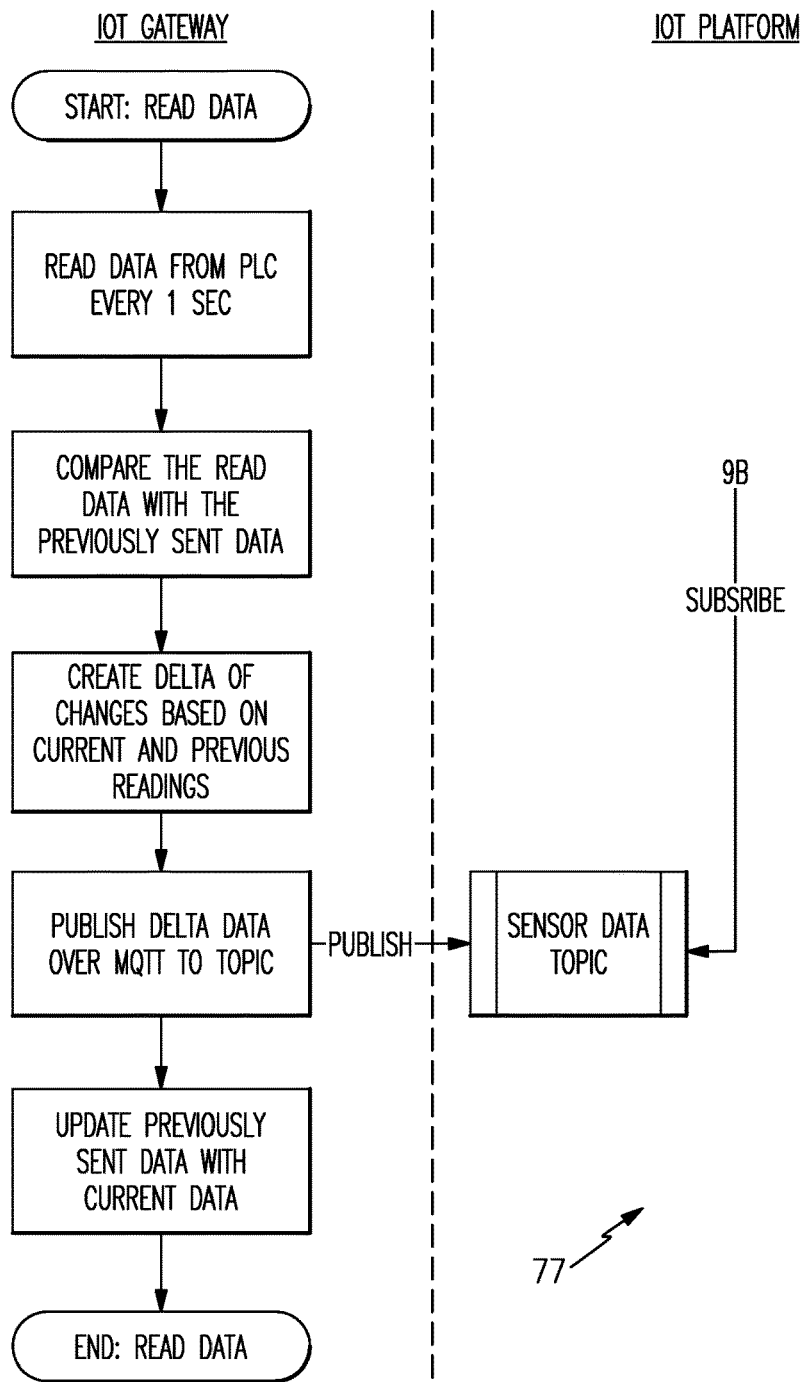 IOT GATEWAY
IOT PLATFORM
START: READ DATA
READ DATA FROM PLC
EVERY 1 SEC
COMPARE THE READ
DATA WITH THE
PREVIOUSLY SENT DATA
9B
SUBSRIBE
CREATE DELTA OF
CHANGES BASED ON
CURRENT AND PREVIOUS
READINGS
PUBLISH DELTA DATA
OVER MQTT TO TOPIC
PUBLISH
SENSOR DATA
TOPIC
UPDATE PREVIOUSLY
SENT DATA WITH
CURRENT DATA
77
END: READ DATA